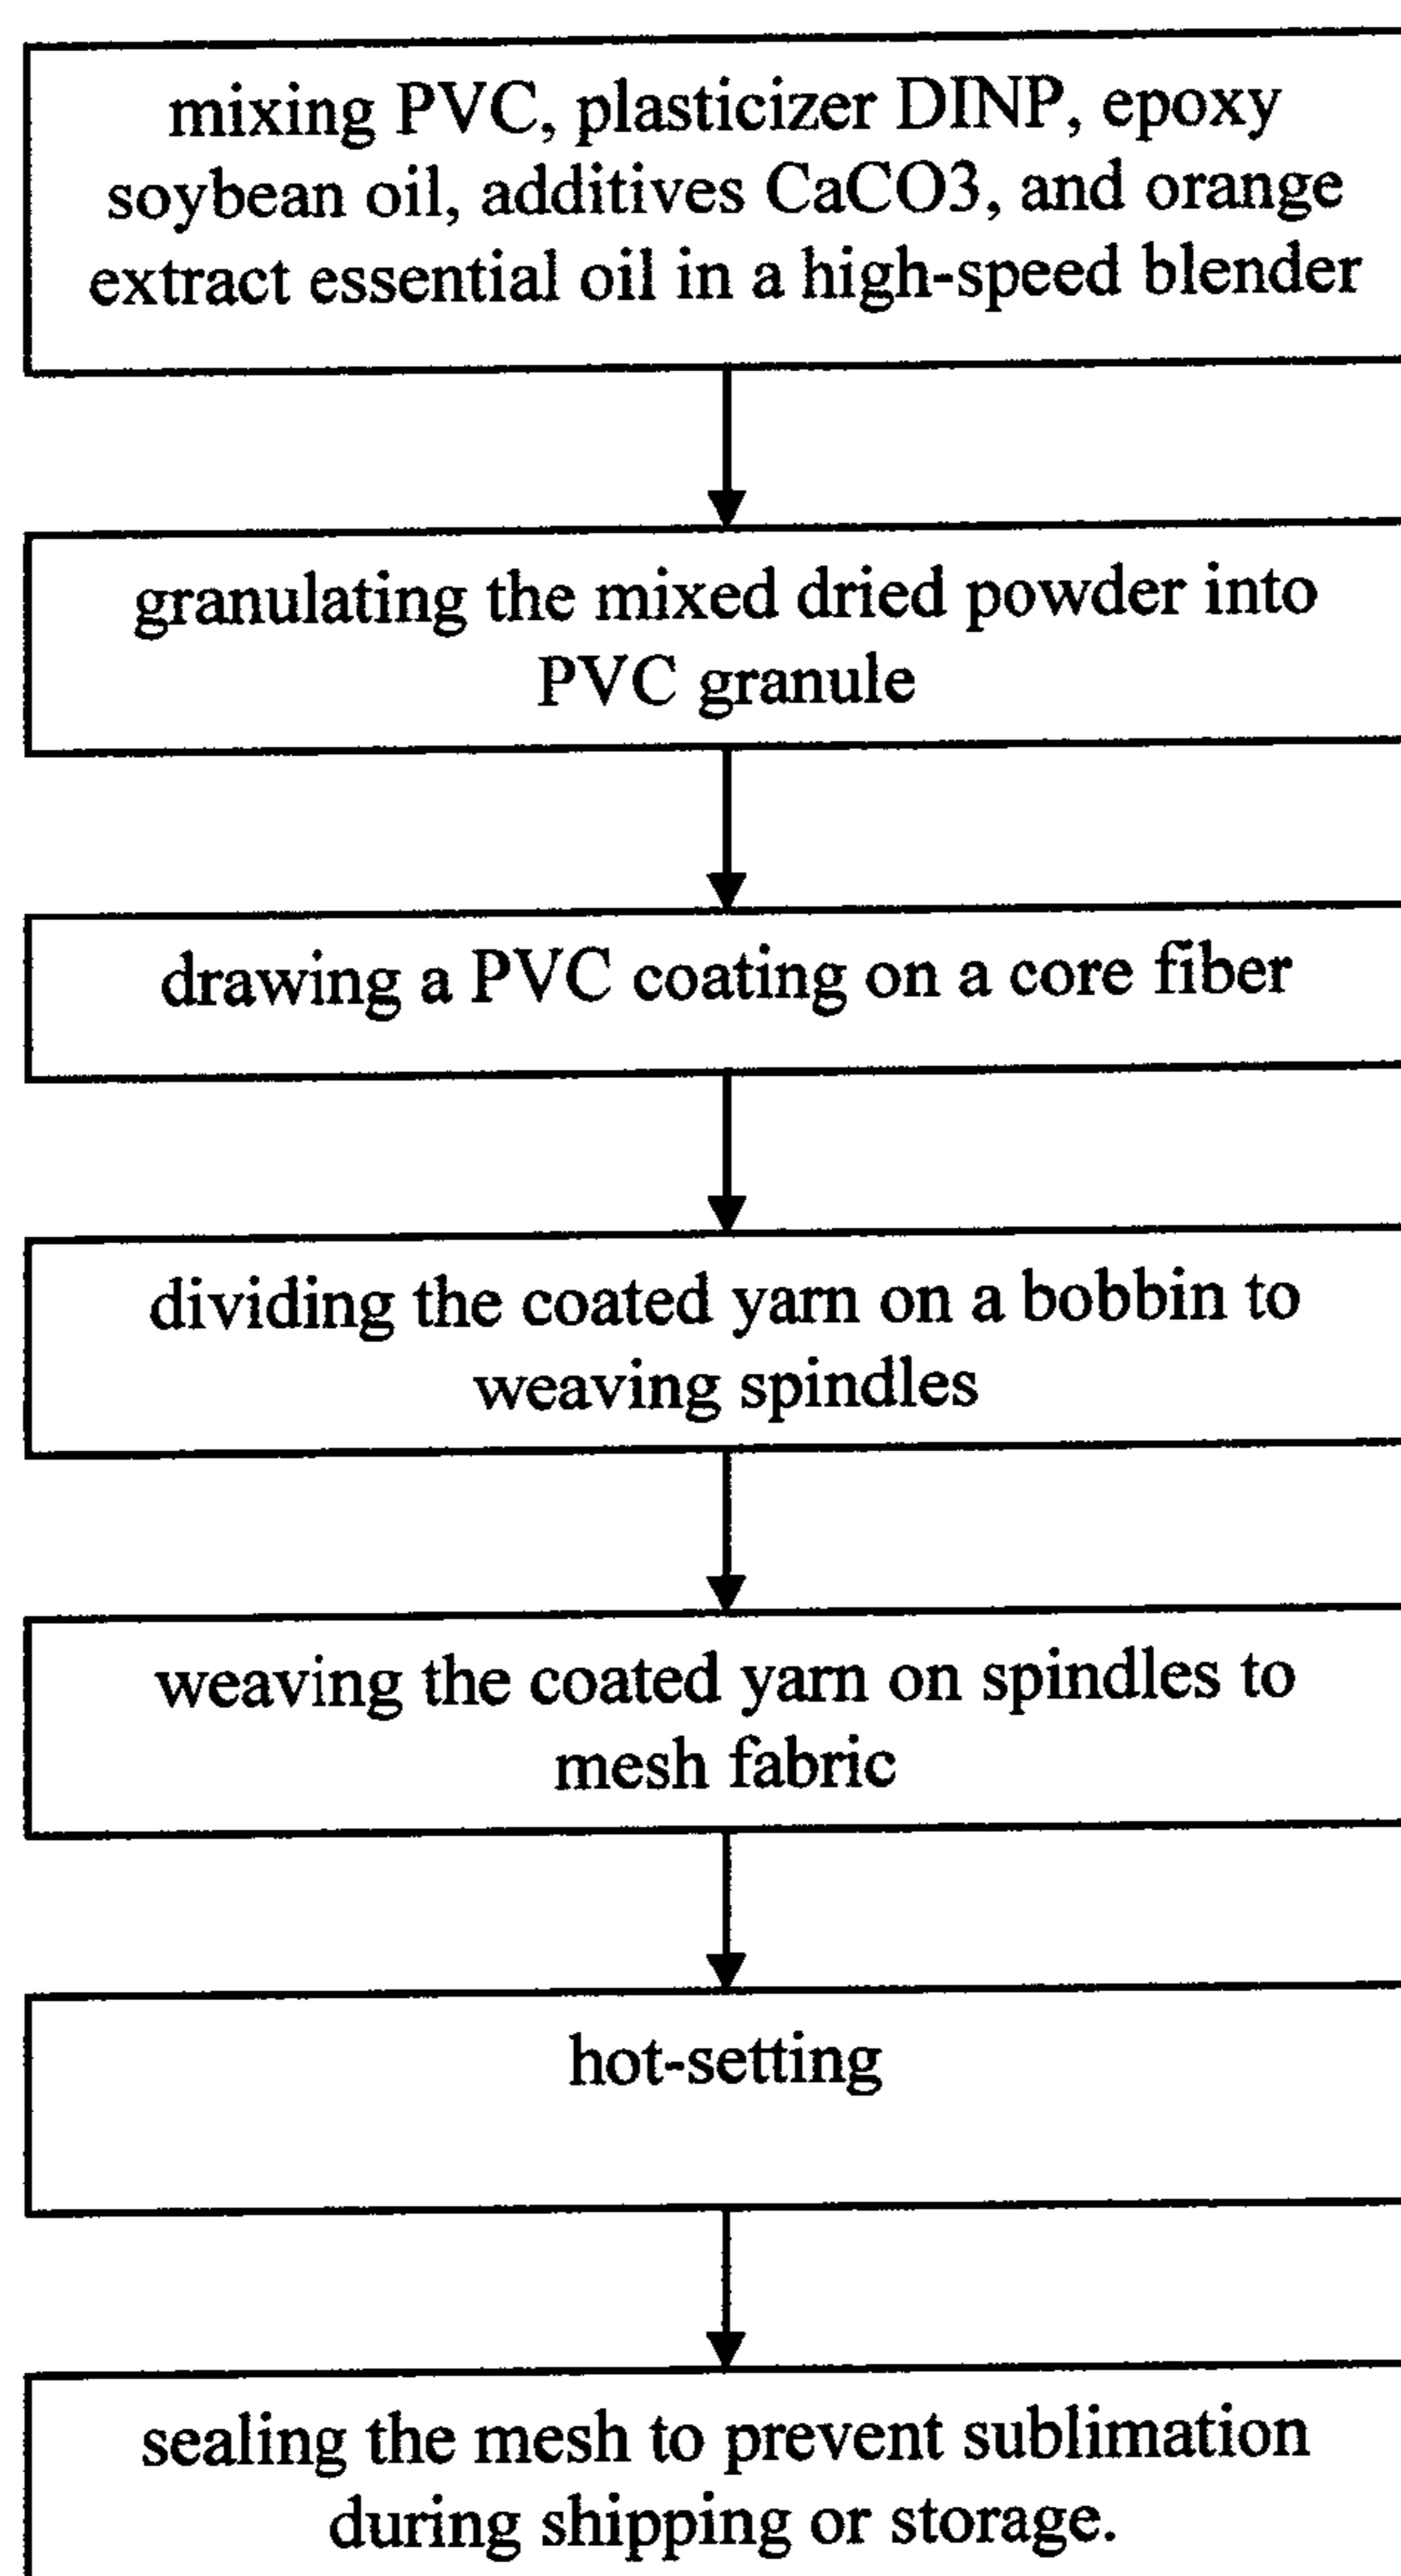 mixing PVC, plasticizer DINP, epoxy
soybean oil, additives CaCO3, and orange
extract essential oil in a high-speed blender
granulating the mixed dried powder into
PVC granule
drawing a PVC coating on a core fiber
dividing the coated yarn on a bobbin to
weaving spindles
weaving the coated yarn on spindles to
mesh fabric
hot-setting
sealing the mesh to prevent sublimation
during shipping or storage.